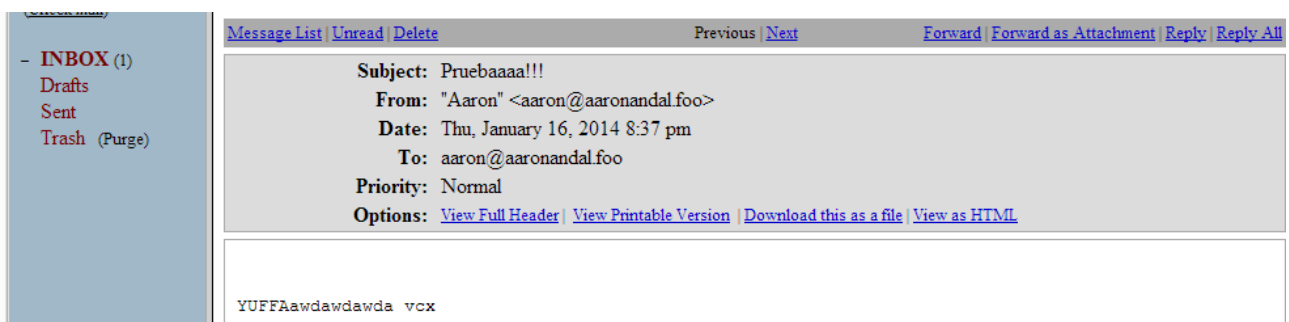 (Check mail)
– INBOX (1)
Drafts
Sent
Trash (Purge)
Message List | Unread | Delete Previous | Next Forward | Forward as Attachment | Reply | Reply All
Subject: Pruebaaaa!!!
From: "Aaron" <aaron@aaronandal.foo>
Date: Thu, January 16, 2014 8:37 pm
To: aaron@aaronandal.foo
Priority: Normal
Options: View Full Header | View Printable Version | Download this as a file | View as HTML
YUFFAawdawdawda vcx